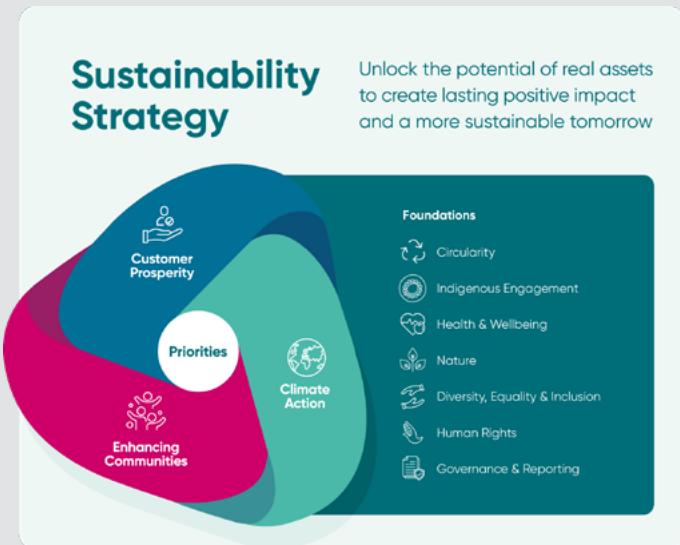 Sustainability
Strategy
Unlock the potential of real assets
to create lasting positive impact
and a more sustainable tomorrow
Customer
Prosperity
Priorities
Climate
Action
Enhancing
Communities
Foundations
Circularity
Indigenous Engagement
Health & Wellbeing
Nature
Diversity, Equality & Inclusion
Human Rights
Governance & Reporting